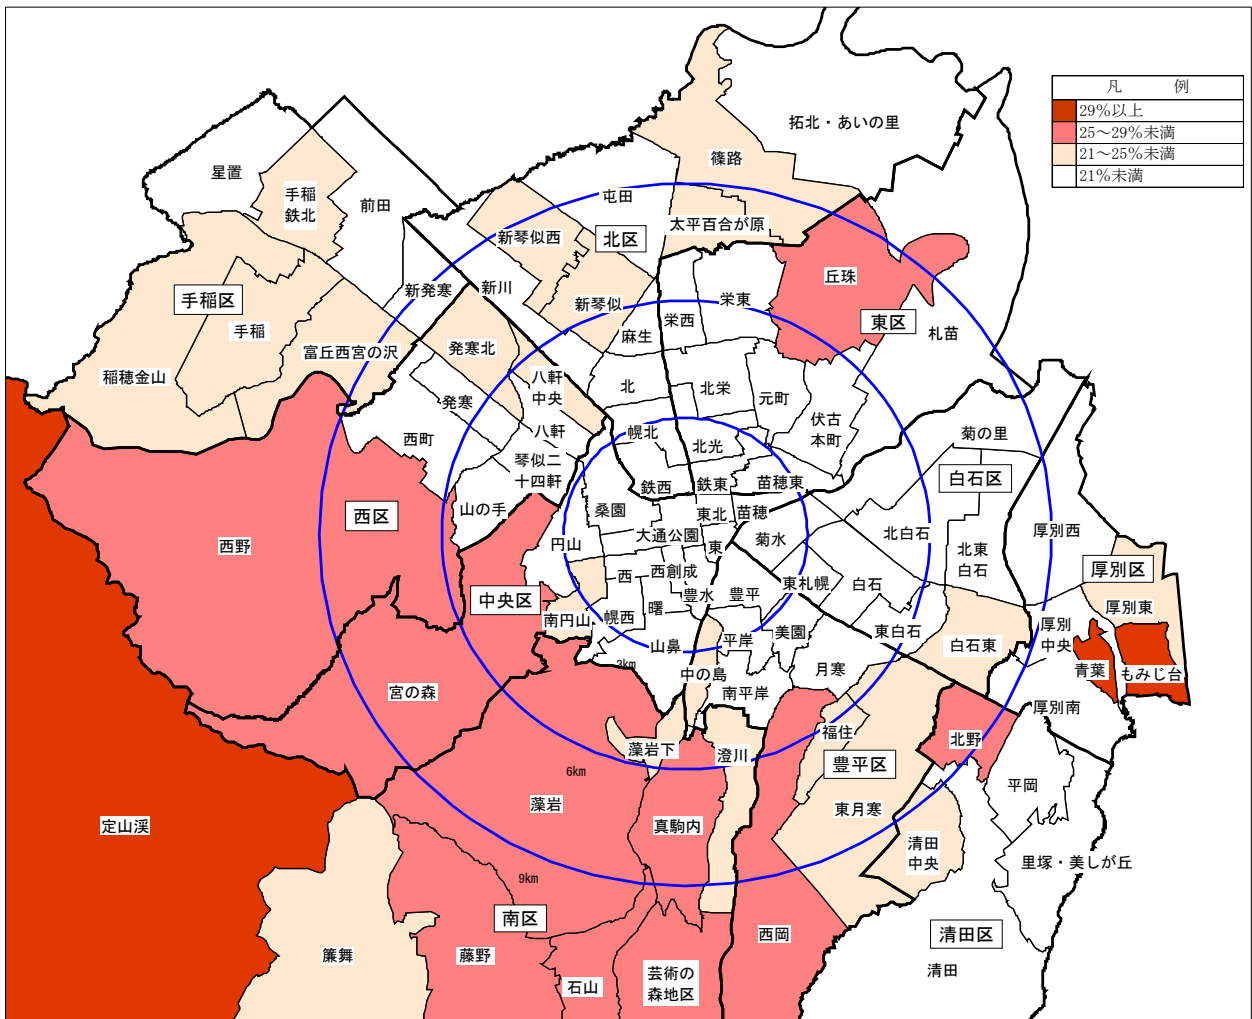 凡　　　例
29%以上
25～29%未満
21～25%未満
21%未満
拓北・あいの里
篠路
星置
手稲
鉄北
前田
屯田
太平百合が原
新琴似西
北区
丘珠
手稲区
新発寒
新川
新琴似
栄東
栄西
東区
札苗
手稲
富丘西宮の沢
発寒北
麻生
稲穂金山
八軒
中央
北
北栄
元町
発寒
伏古
本町
西町
八軒
幌北
北光
菊の里
琴似二
十四軒
鉄西
鉄東
苗穂東
白石区
西区
山の手
桑園
東北
苗穂
西野
円山
大通公園
東
菊水
北白石
北東
白石
厚別西
西
西創成
厚別区
中央区
豊水
豊平
東札幌
白石
厚別東
南円山
幌西
曙
山鼻
平岸
美園
東白石
白石東
厚別
中央
3km
中の島
月寒
青葉
もみじ台
宮の森
南平岸
厚別南
藻岩下
澄川
福住
北野
6km
豊平区
平岡
藻岩
東月寒
定山渓
真駒内
清田
中央
里塚・美しが丘
9km
南区
西岡
清田区
簾舞
藤野
石山
芸術の
森地区
清田